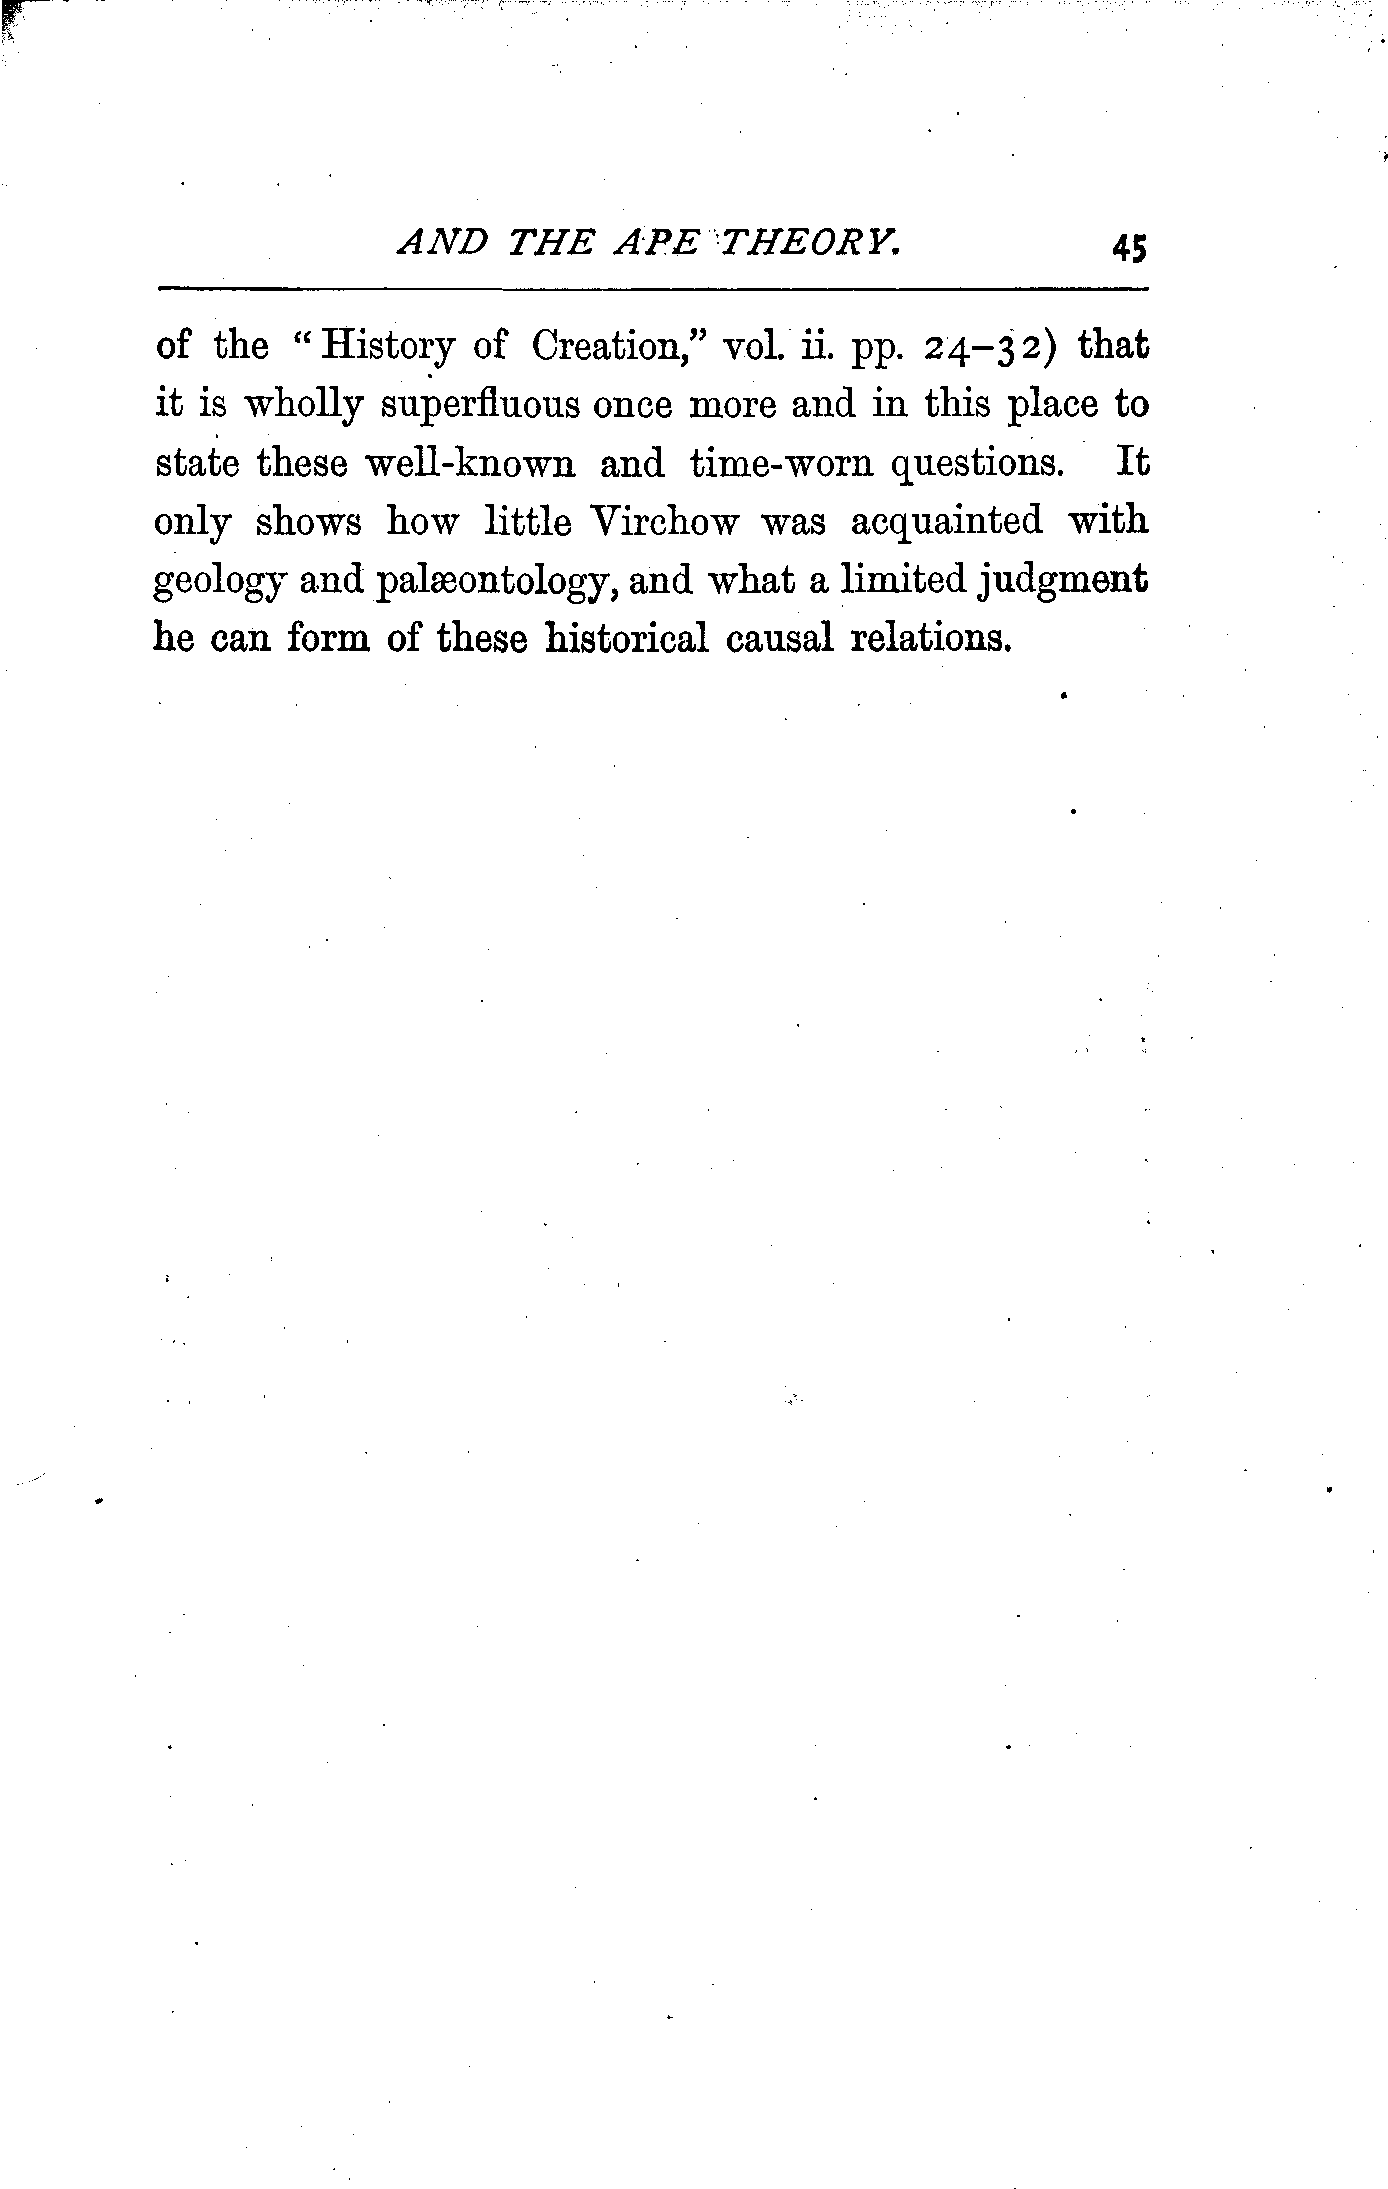 AND THE APE THEORY. 45
of the “History of Creation,” vol. ii. pp. 24–32) that
it is wholly superfluous once more and in this place to
state these well-known and time-worn questions. It
only shows how little Virchow was acquainted with
geology and palæontology, and what a limited judgment
he can form of these historical causal relations.